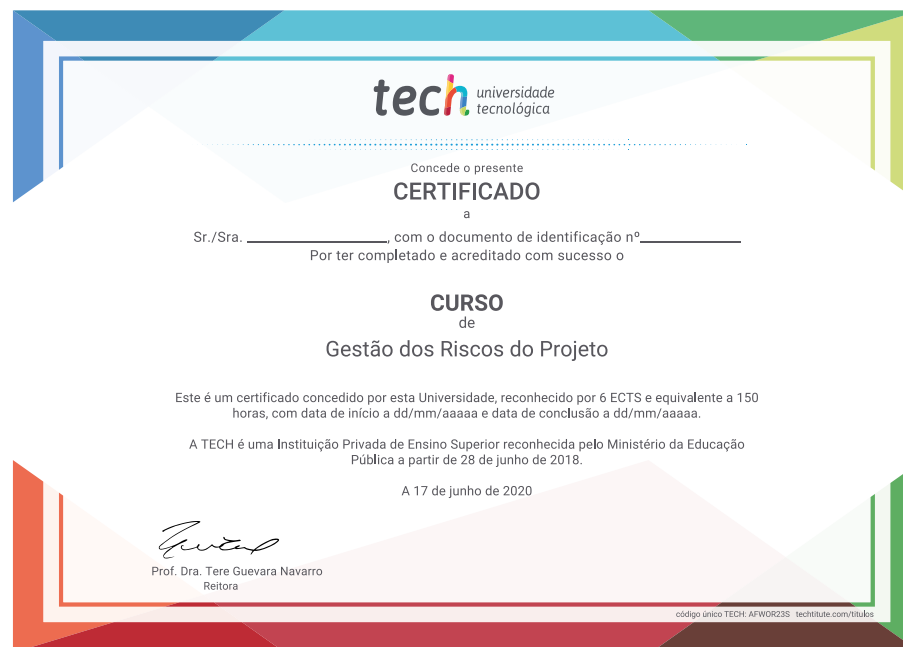 tech universidade
tecnológica
Concede o presente
CERTIFICADO
a
Sr./Sra. ____________, com o documento de identificação nº_________
Por ter completado e acreditado com sucesso o
CURSO
de
Gestão dos Riscos do Projeto
Este é um certificado concedido por esta Universidade, reconhecido por 6 ECTS e equivalente a 150
horas, com data de início a dd/mm/aaaaa e data de conclusão a dd/mm/aaaaa.
A TECH é uma Instituição Privada de Ensino Superior reconhecida pelo Ministério da Educação
Pública a partir de 28 de junho de 2018.
A 17 de junho de 2020
Prof. Dra. Tere Guevara Navarro
Reitora
código único TECH: AFWOR23S techtitute.com/titulos